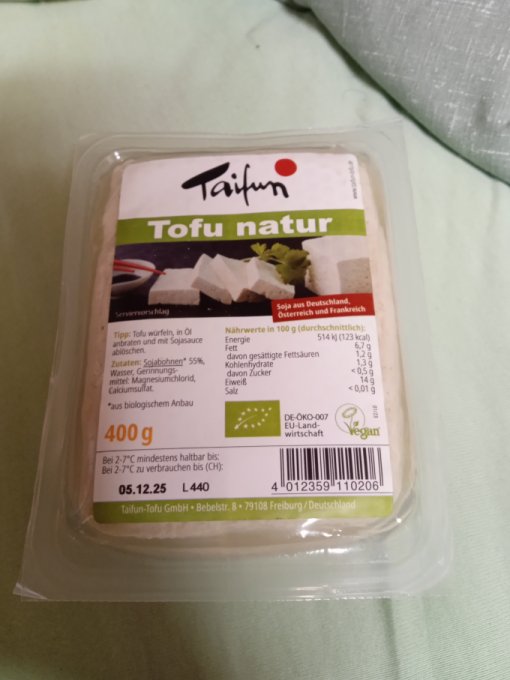 Taifun
Tofu natur
Serviervorschlag
Soja aus Deutschland,
Österreich und Frankreich
Tipp: Tofu würfeln, in Öl
anbraten und mit Sojasauce
ablöschen.
Zutaten: Sojabohnen* 55%,
Wasser, Gerinnungs-
mittel: Magnesiumchlorid,
Calciumsulfat.
*aus biologischem Anbau
400 g
Nährwerte in 100 g (durchschnittlich):
Energie 514 kJ (123 kcal)
Fett 6,7 g
davon gesättigte Fettsäuren 1,2 g
Kohlenhydrate 1,3 g
davon Zucker < 0,5 g
Eiweiß 14 g
Salz < 0,01 g
DE-ÖKO-007
EU-Land-
wirtschaft
Vegan
Bei 2-7°C mindestens haltbar bis:
Bei 2-7°C zu verbrauchen bis (CH):
05.12.25 L 440
4 012359 110206
Taifun-Tofu GmbH • Bebelstr. 8 • 79108 Freiburg / Deutschland